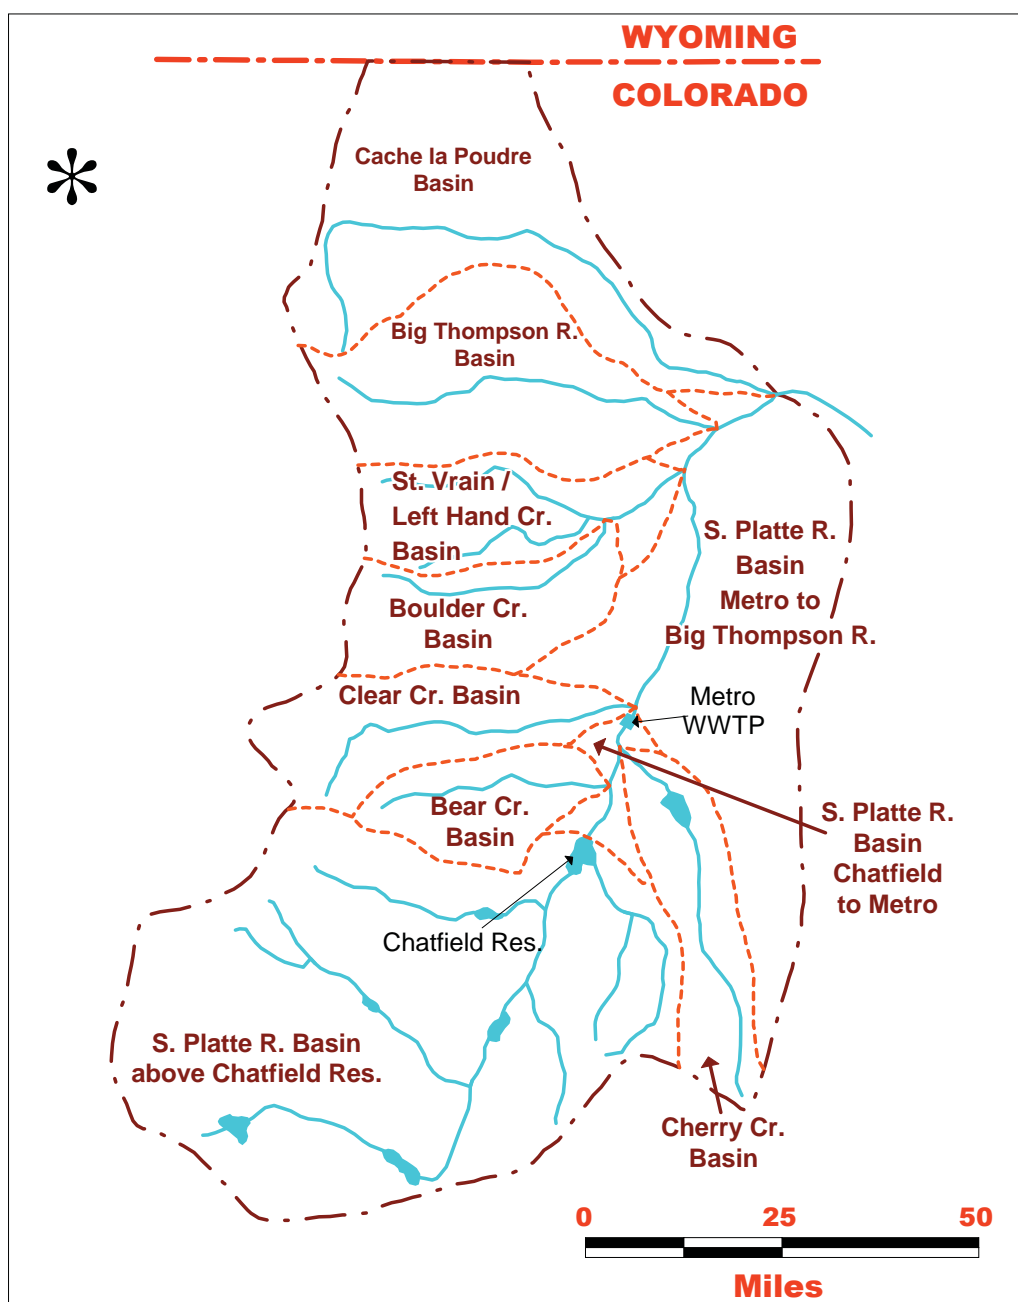 WYOMING
COLORADO
Cache la Poudre
Basin
Big Thompson R.
Basin
St. Vrain /
Left Hand Cr.
Basin
S. Platte R.
Basin
Metro to
Big Thompson R.
Boulder Cr.
Basin
Clear Cr. Basin
Metro
WWTP
Bear Cr.
Basin
S. Platte R.
Basin
Chatfield
to Metro
Chatfield Res.
S. Platte R. Basin
above Chatfield Res.
Cherry Cr.
Basin
0 25 50
Miles